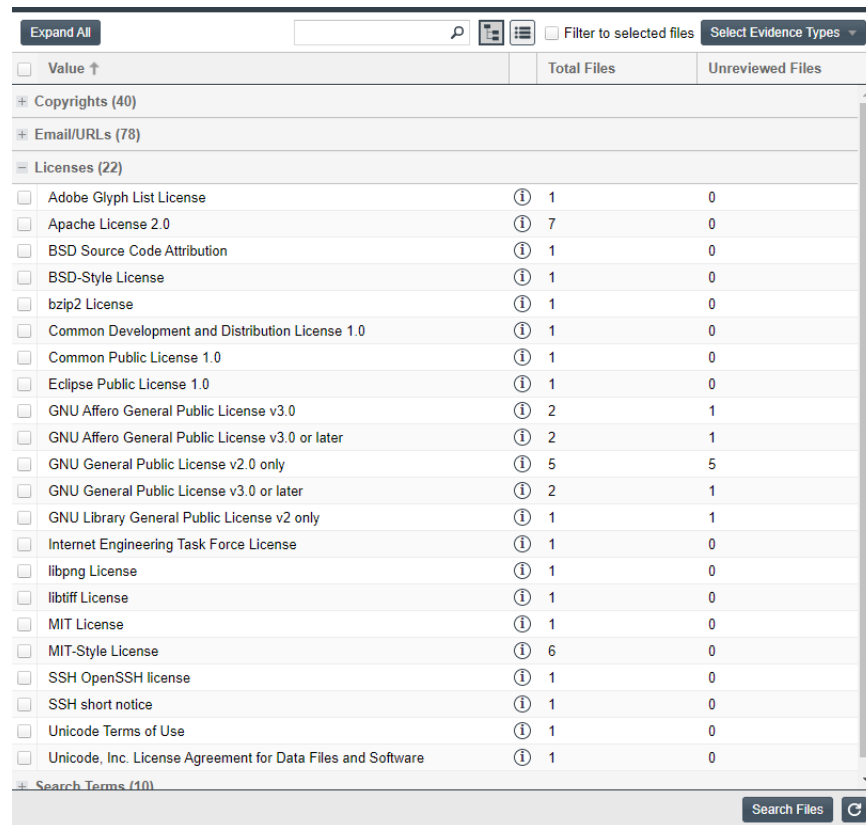 Expand All Filter to selected files Select Evidence Types
Value ↑ Total Files Unreviewed Files
Copyrights (40)
Email/URLs (78)
Licenses (22)
Adobe Glyph List License 1 0
Apache License 2.0 7 0
BSD Source Code Attribution 1 0
BSD-Style License 1 0
bzip2 License 1 0
Common Development and Distribution License 1.0 1 0
Common Public License 1.0 1 0
Eclipse Public License 1.0 1 0
GNU Affero General Public License v3.0 2 1
GNU Affero General Public License v3.0 or later 2 1
GNU General Public License v2.0 only 5 5
GNU General Public License v3.0 or later 2 1
GNU Library General Public License v2 only 1 1
Internet Engineering Task Force License 1 0
libpng License 1 0
libtiff License 1 0
MIT License 1 0
MIT-Style License 6 0
SSH OpenSSH license 1 0
SSH short notice 1 0
Unicode Terms of Use 1 0
Unicode, Inc. License Agreement for Data Files and Software 1 0
Search Terms (10)
Search Files